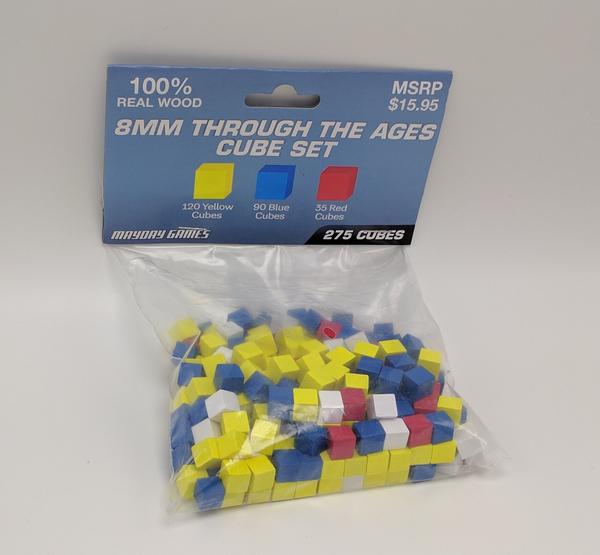 100%
REAL WOOD
MSRP
$15.95
8MM THROUGH THE AGES
CUBE SET
120 Yellow
Cubes
90 Blue
Cubes
35 Red
Cubes
MAYDAY GAMES
275 CUBES